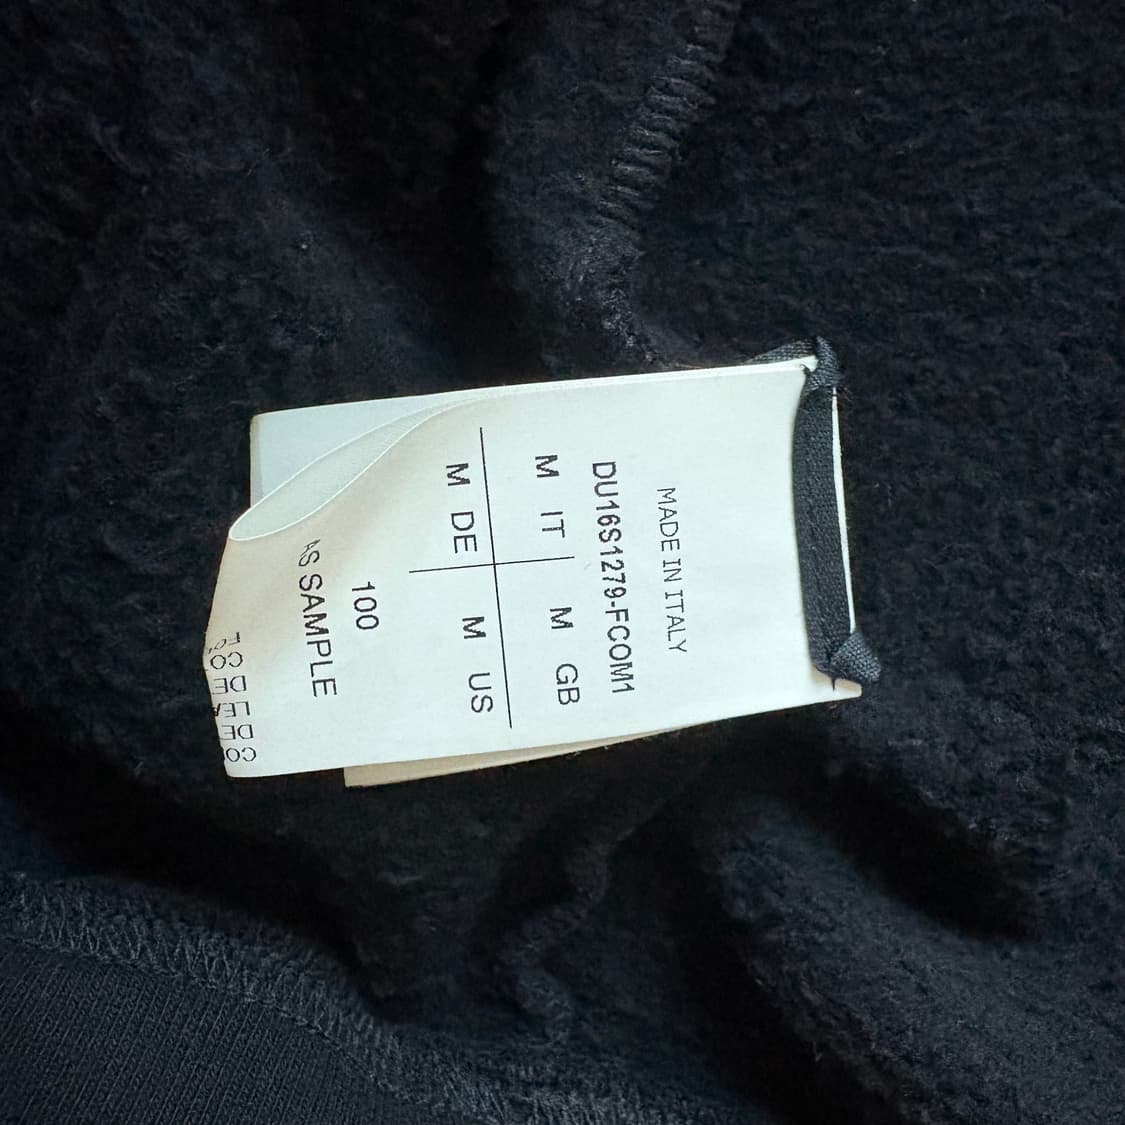 MADE IN ITALY
DU16S1279-FCOM1
M IT M GB
M DE M US
100
AS SAMPLE